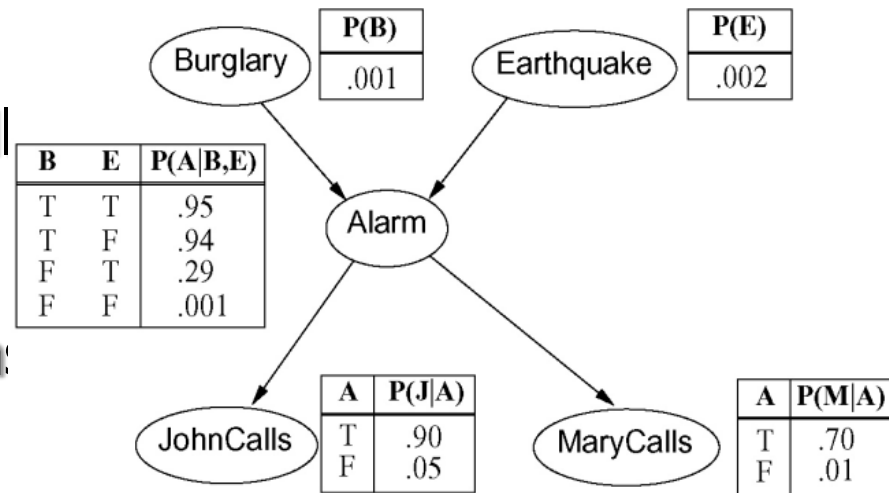 P(B)
Burglary
.001
P(E)
Earthquake
.002
B E P(A|B,E)
T T .95
T F .94
F T .29
F F .001
Alarm
JohnCalls
A P(J|A)
T .90
F .05
MaryCalls
A P(M|A)
T .70
F .01